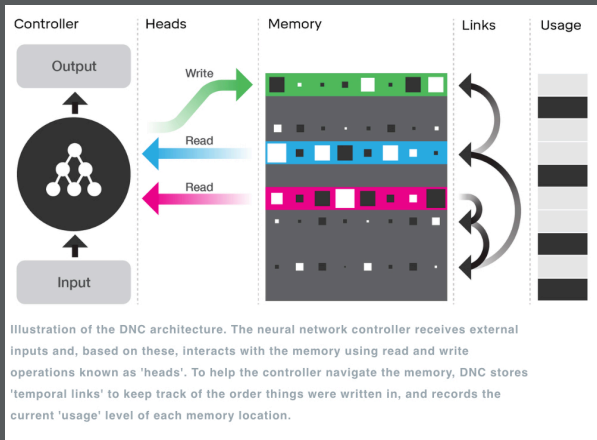 Controller
Heads
Memory
Links
Usage
Output
Write
Read
Read
Input
Illustration of the DNC architecture. The neural network controller receives external
inputs and, based on these, interacts with the memory using read and write
operations known as 'heads'. To help the controller navigate the memory, DNC stores
'temporal links' to keep track of the order things were written in, and records the
current 'usage' level of each memory location.